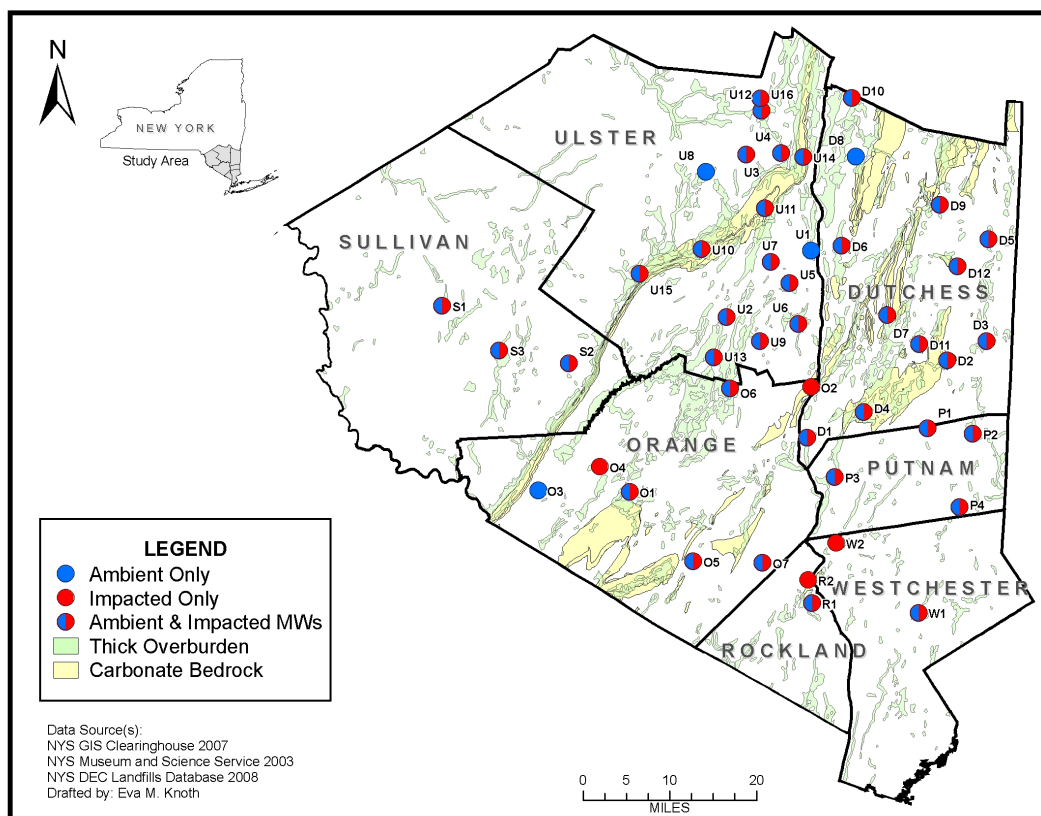 N
NEW YORK
Study Area
ULSTER
SULLIVAN
DUTCHESS
ORANGE
PUTNAM
WESTCHESTER
ROCKLAND
U12
U16
D10
U4
D8
U8
U3
U14
D9
U11
U1
D5
U10
U7
D6
D12
U15
U5
S1
U2
U6
D7
D3
S3
S2
U9
D11
D2
U13
O6
O2
D4
P1
D1
P2
O4
O3
O1
P3
P4
W2
O5
O7
R2
R1
W1
LEGEND
Ambient Only
Impacted Only
Ambient & Impacted MWs
Thick Overburden
Carbonate Bedrock
Data Source(s):
NYS GIS Clearinghouse 2007
NYS Museum and Science Service 2003
NYS DEC Landfills Database 2008
Drafted by: Eva M. Knoth
0 5 10 20
MILES